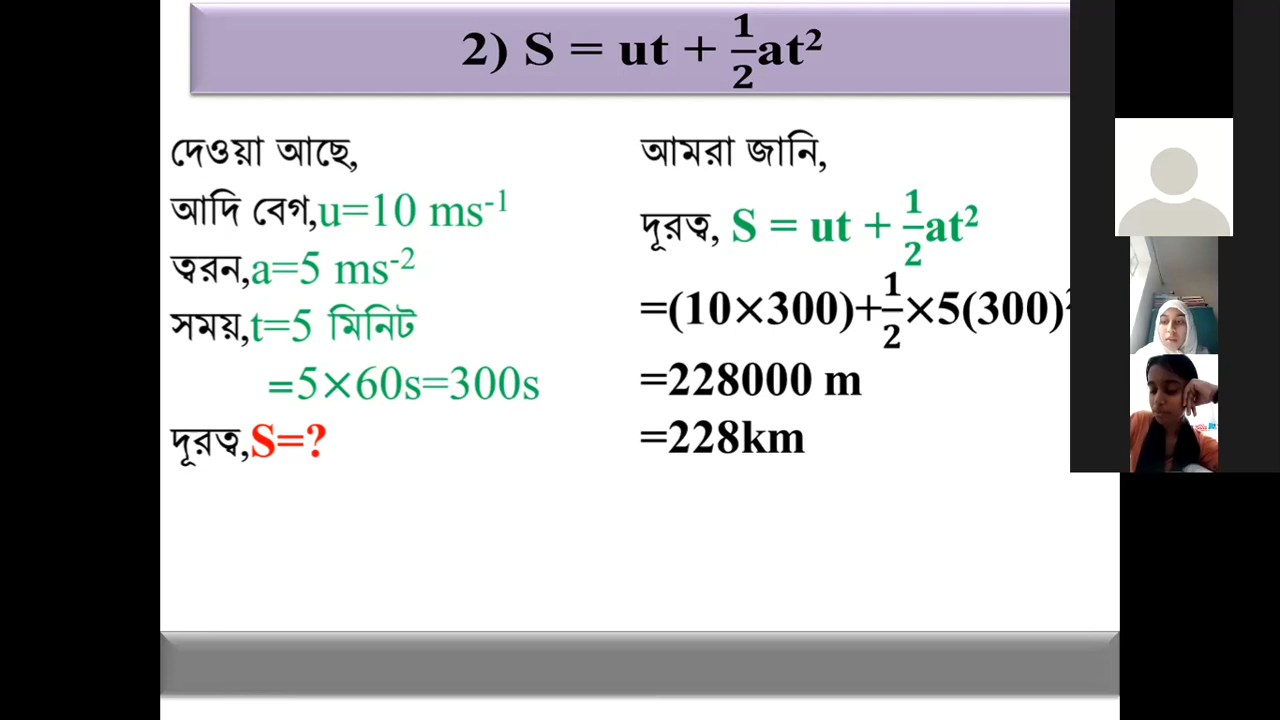 2) S = ut + 1/2at²
দেওয়া আছে,
আদি বেগ,u=10 ms⁻¹
ত্বরন,a=5 ms⁻²
সময়,t=5 মিনিট
=5×60s=300s
দূরত্ব,S=?
আমরা জানি,
দূরত্ব, S = ut + 1/2at²
=(10×300)+1/2×5(300)²
=228000 m
=228km